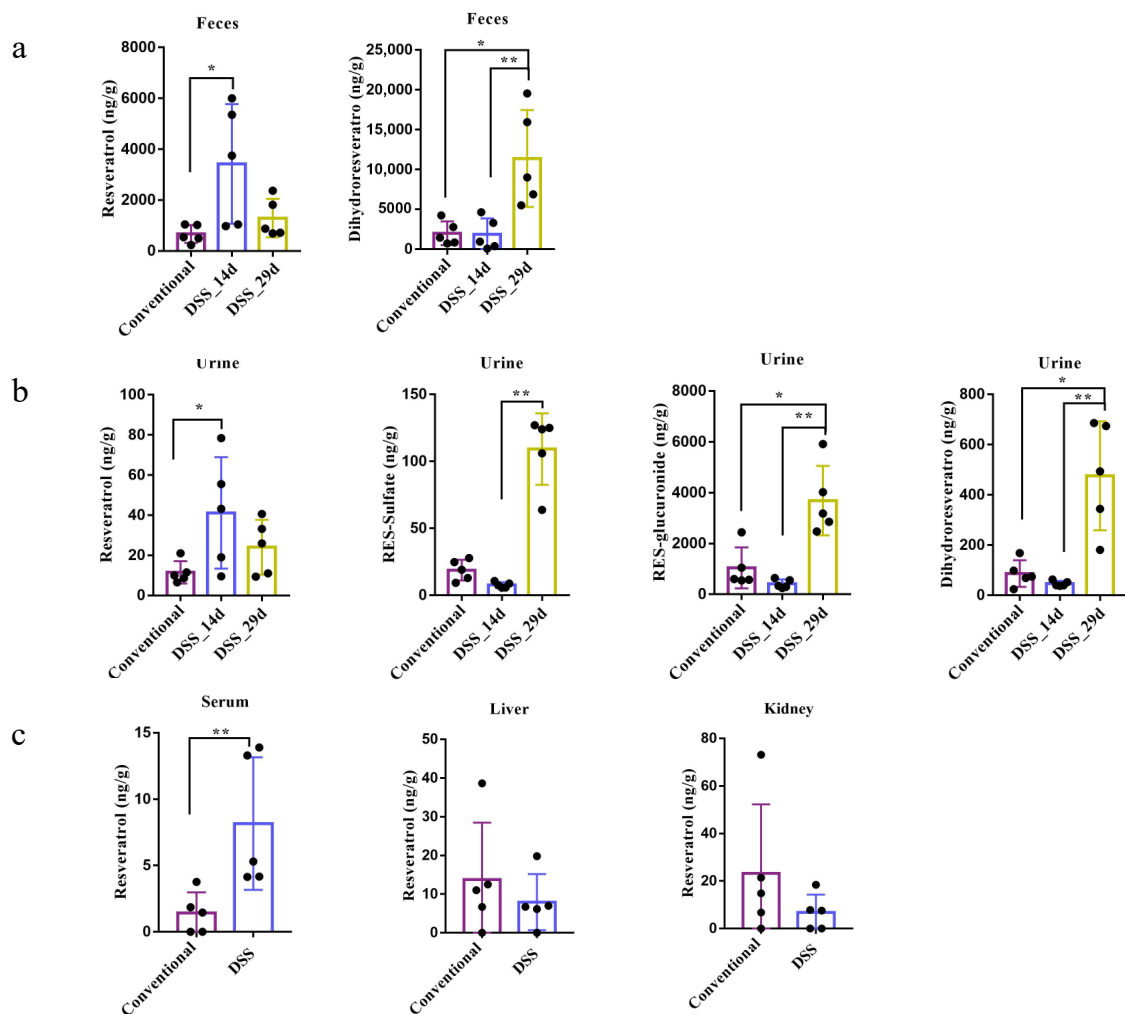 a
Feces
Resveratrol (ng/g)
8000
6000
4000
2000
0
*
Conventional
DSS_14d
DSS_29d
Feces
Dihydroresveratro (ng/g)
25,000
20,000
15,000
10,000
5000
0
*
**
Conventional
DSS_14d
DSS_29d
b
Urine
Resveratrol (ng/g)
100
80
60
40
20
0
*
Conventional
DSS_14d
DSS_29d
Urine
RES-Sulfate (ng/g)
150
100
50
0
**
Conventional
DSS_14d
DSS_29d
Urine
RES-glucuronide (ng/g)
8000
6000
4000
2000
0
*
**
Conventional
DSS_14d
DSS_29d
Urine
Dihydroresveratro (ng/g)
800
600
400
200
0
*
**
Conventional
DSS_14d
DSS_29d
c
Serum
Resveratrol (ng/g)
15
10
5
0
**
Conventional
DSS
Liver
Resveratrol (ng/g)
50
40
30
20
10
0
Conventional
DSS
Kidney
Resveratrol (ng/g)
80
60
40
20
0
Conventional
DSS